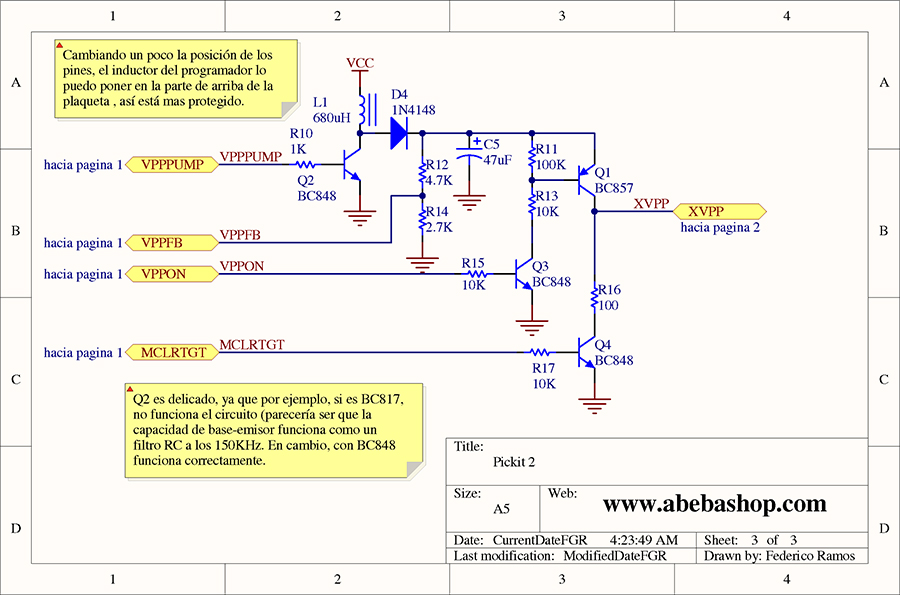 1 2 3 4
A A
B B
C C
D D
Cambiando un poco la posición de los
pines, el inductor del programador lo
puedo poner en la parte de arriba de la
plaqueta , así está mas protegido.
VCC
L1
680uH
D4
1N4148
R10
1K
hacia pagina 1 VPPPUMP VPPPUMP
Q2
BC848
R12
4.7K
C5
47uF
R11
100K
Q1
BC857
R13
10K
R14
2.7K
XVPP XVPP
hacia pagina 2
hacia pagina 1 VPPFB VPPFB
hacia pagina 1 VPPON VPPON
R15
10K
Q3
BC848
R16
100
hacia pagina 1 MCLRTGT MCLRTGT
R17
10K
Q4
BC848
Q2 es delicado, ya que por ejemplo, si es BC817,
no funciona el circuito (parecería ser que la
capacidad de base-emisor funciona como un
filtro RC a los 150KHz. En cambio, con BC848
funciona correctamente.
Title:
Pickit 2
Size:
A5
Web:
www.abebashop.com
Date: CurrentDateFGR 4:23:49 AM Sheet: 3 of 3
Last modification: ModifiedDateFGR Drawn by: Federico Ramos
1 2 3 4